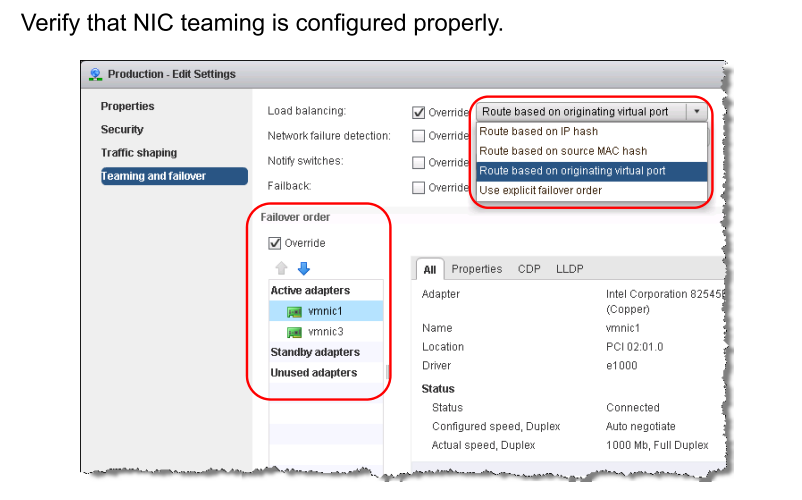 Verify that NIC teaming is configured properly.
Production - Edit Settings
Properties
Security
Traffic shaping
Teaming and failover
Load balancing:
Override
Route based on originating virtual port
Network failure detection:
Override
Notify switches:
Override
Failback:
Override
Route based on IP hash
Route based on source MAC hash
Route based on originating virtual port
Use explicit failover order
Failover order
Override
Active adapters
vmnic1
vmnic3
Standby adapters
Unused adapters
All Properties CDP LLDP
Adapter Intel Corporation 82545
(Copper)
Name vmnic1
Location PCI 02:01.0
Driver e1000
Status
Status Connected
Configured speed, Duplex Auto negotiate
Actual speed, Duplex 1000 Mb, Full Duplex